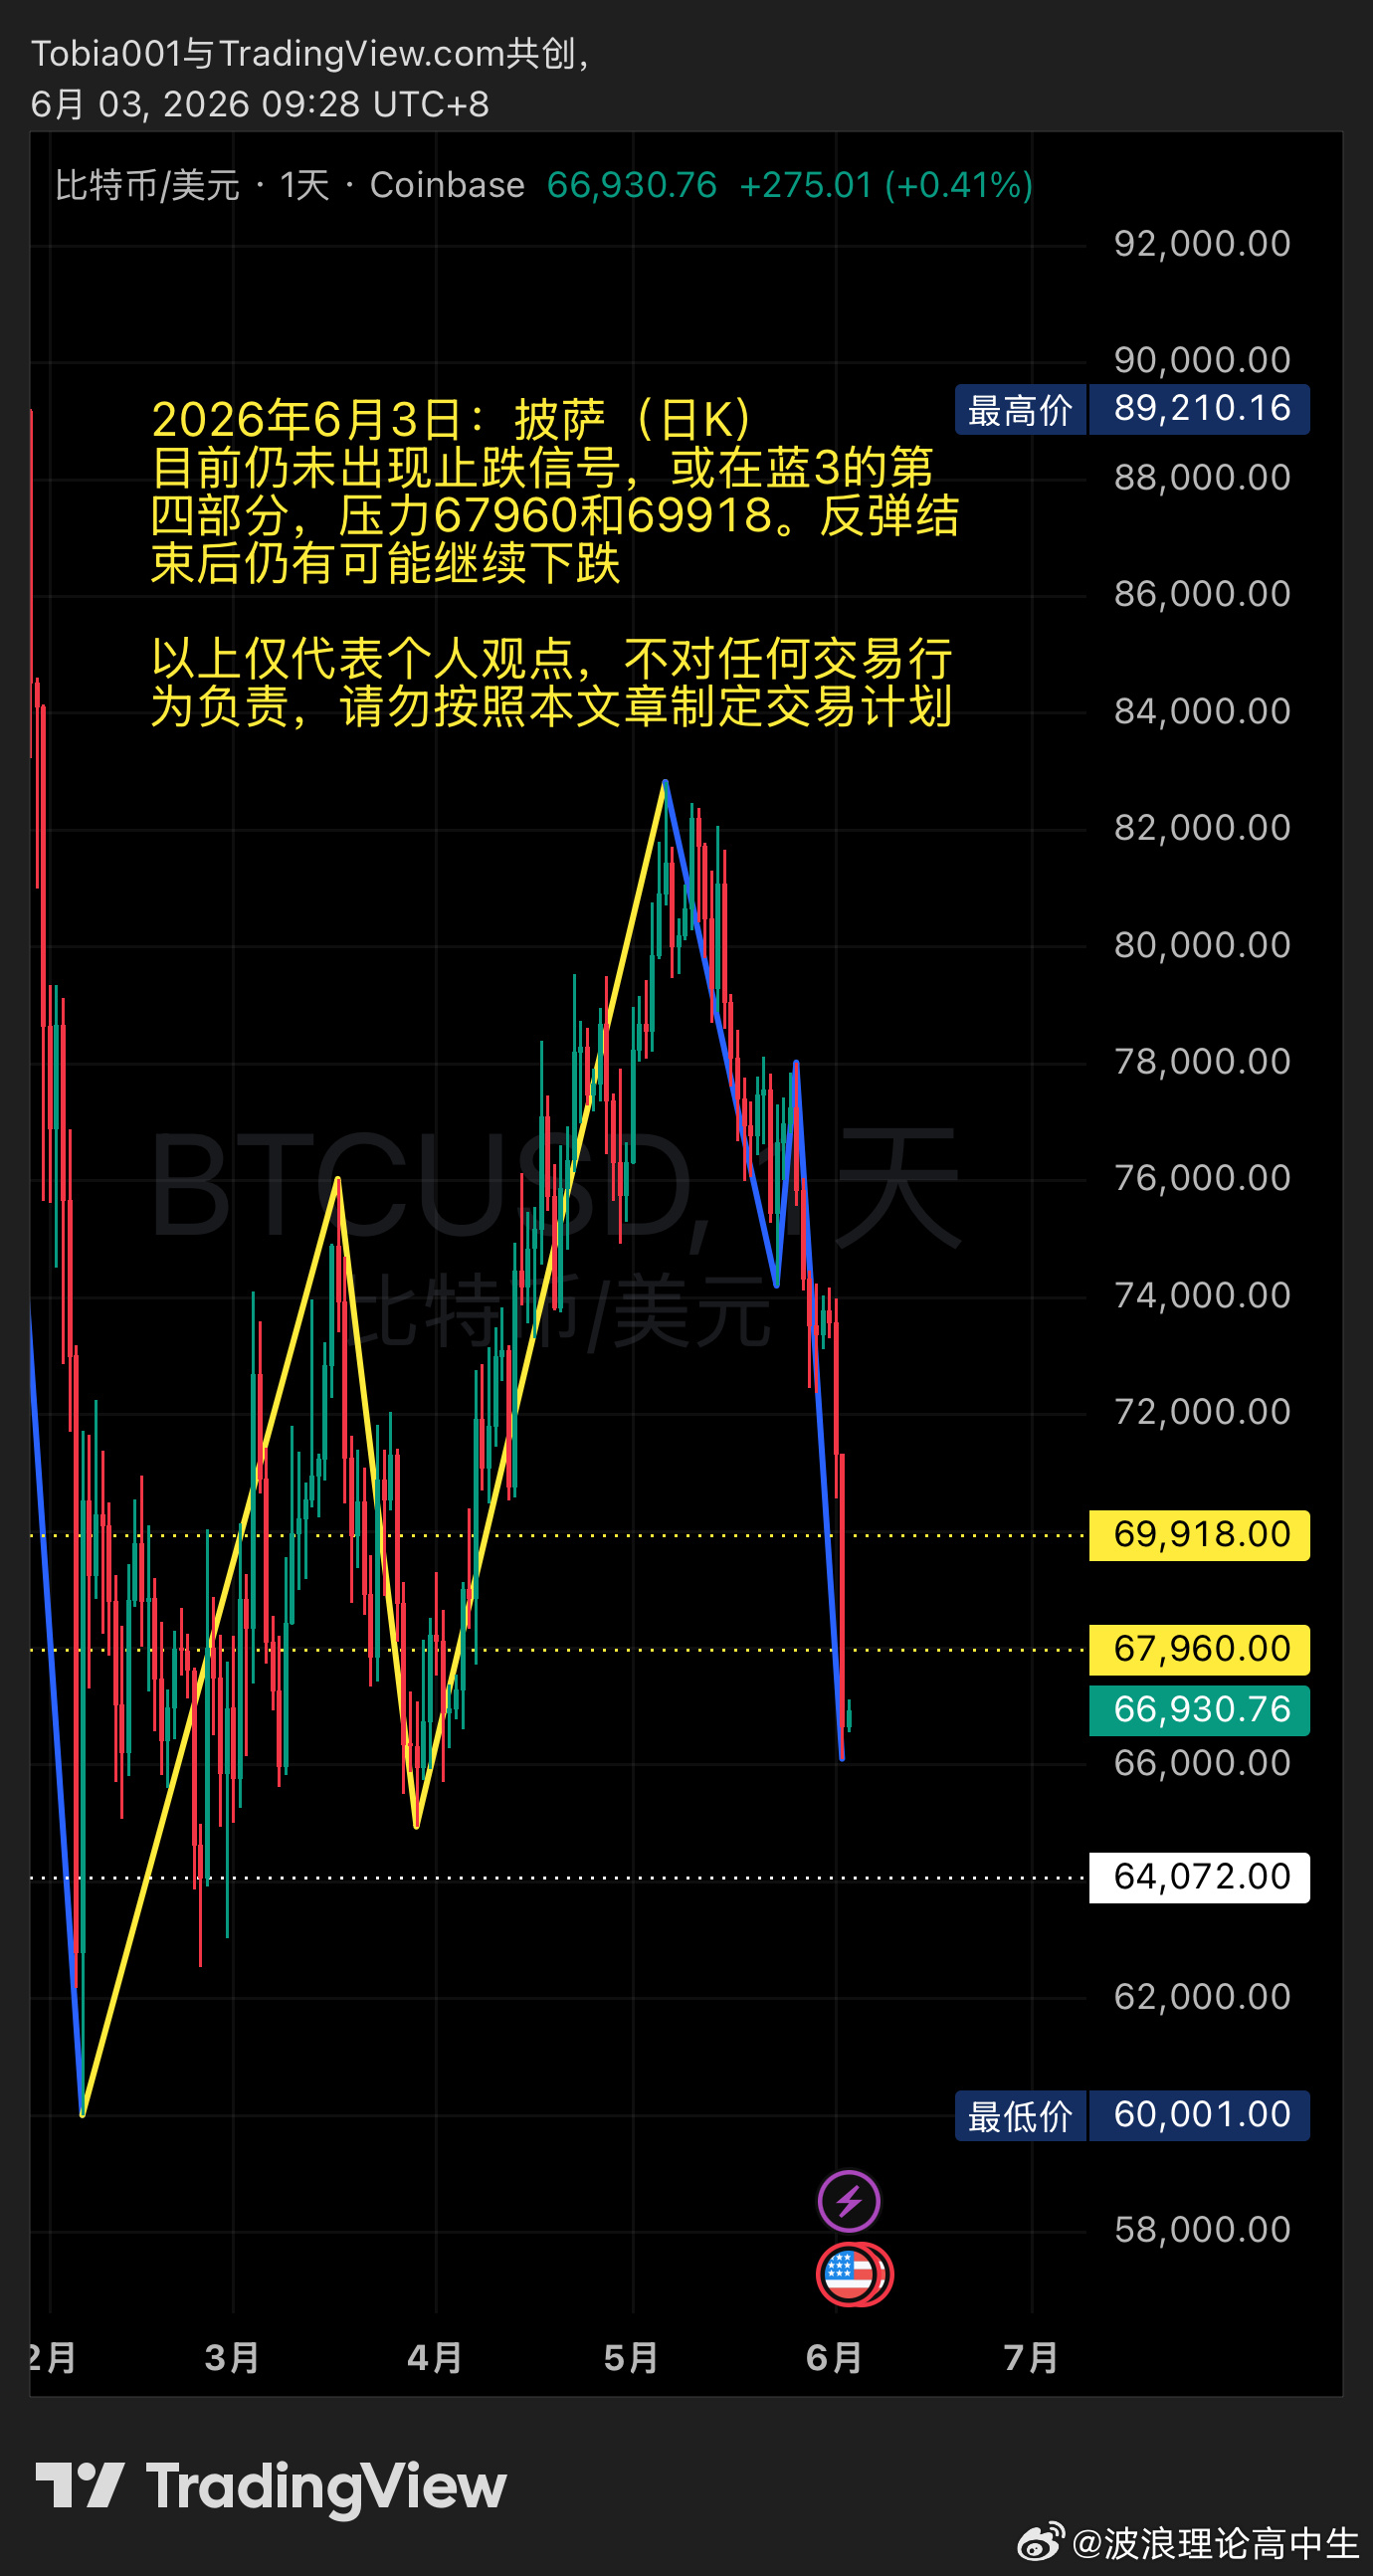 Tobia001与TradingView.com共创,
6月 03, 2026 09:28 UTC+8
比特币/美元 · 1天 · Coinbase 66,930.76 +275.01 (+0.41%)
92,000.00
90,000.00
最高价 89,210.16
2026年6月3日：披萨（日K）
目前仍未出现止跌信号，或在蓝3的第
四部分，压力67960和69918。反弹结
束后仍有可能继续下跌
以上仅代表个人观点，不对任何交易行
为负责，请勿按照本文章制定交易计划
88,000.00
86,000.00
84,000.00
82,000.00
80,000.00
78,000.00
BTCUSD, 1天
比特币/美元
76,000.00
74,000.00
72,000.00
69,918.00
67,960.00
66,930.76
66,000.00
64,072.00
62,000.00
最低价 60,001.00
58,000.00
2月 3月 4月 5月 6月 7月
TradingView
@波浪理论高中生